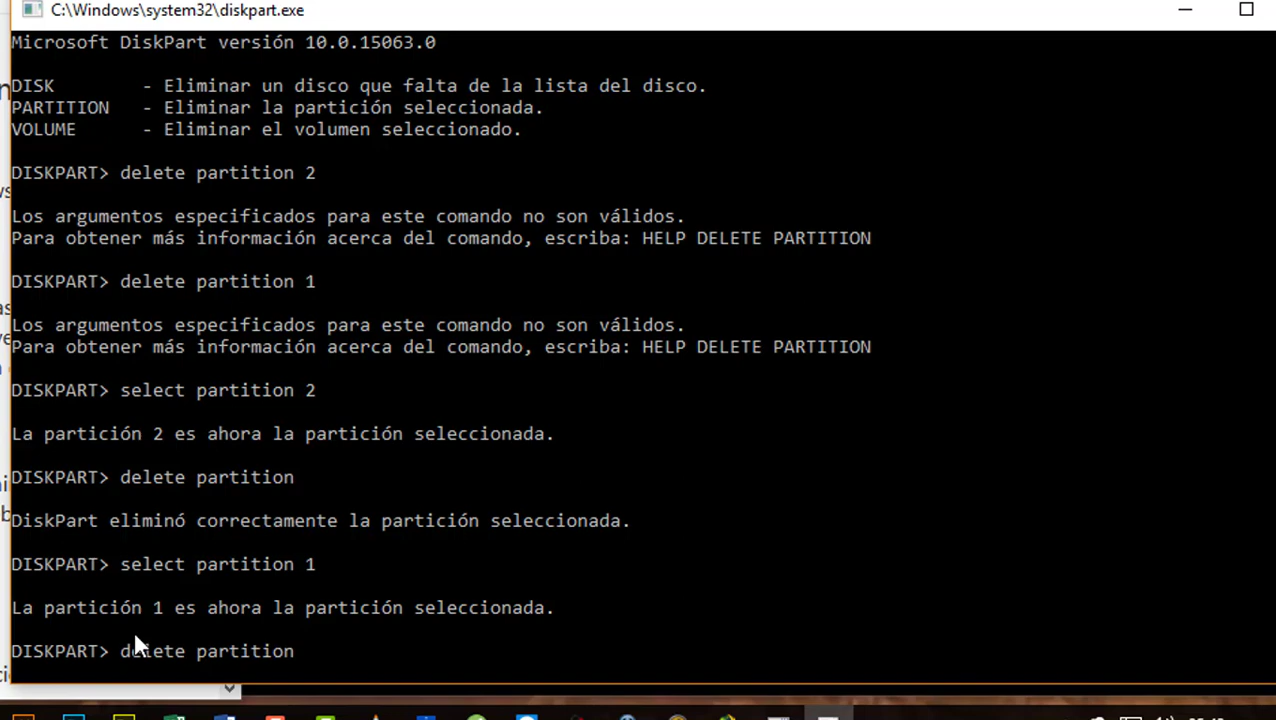 C:\Windows\system32\diskpart.exe
Microsoft DiskPart versión 10.0.15063.0
DISK - Eliminar un disco que falta de la lista del disco.
PARTITION - Eliminar la partición seleccionada.
VOLUME - Eliminar el volumen seleccionado.
DISKPART> delete partition 2
Los argumentos especificados para este comando no son válidos.
Para obtener más información acerca del comando, escriba: HELP DELETE PARTITION
DISKPART> delete partition 1
Los argumentos especificados para este comando no son válidos.
Para obtener más información acerca del comando, escriba: HELP DELETE PARTITION
DISKPART> select partition 2
La partición 2 es ahora la partición seleccionada.
DISKPART> delete partition
DiskPart eliminó correctamente la partición seleccionada.
DISKPART> select partition 1
La partición 1 es ahora la partición seleccionada.
DISKPART> delete partition